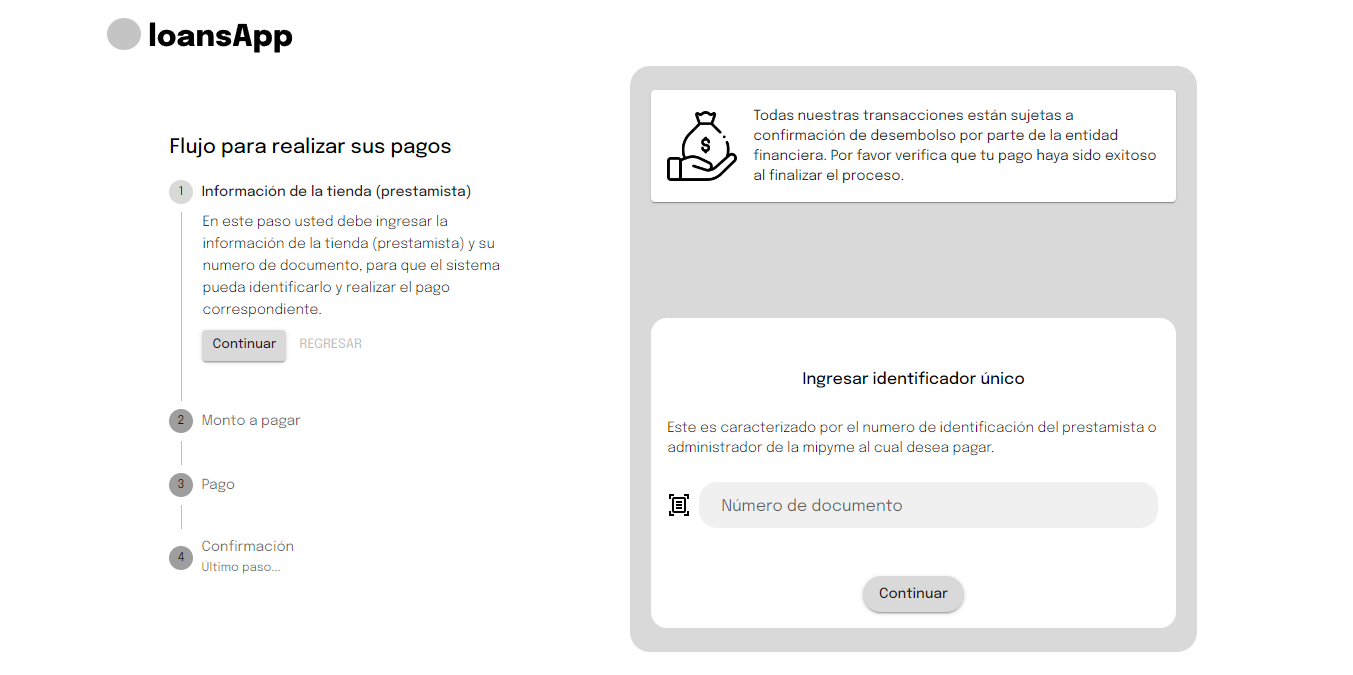 loansApp
Flujo para realizar sus pagos
1 Información de la tienda (prestamista)
En este paso usted debe ingresar la
información de la tienda (prestamista) y su
numero de documento, para que el sistema
pueda identificarlo y realizar el pago
correspondiente.
Continuar REGRESAR
2 Monto a pagar
3 Pago
4 Confirmación
Último paso...
$
Todas nuestras transacciones están sujetas a
confirmación de desembolso por parte de la entidad
financiera. Por favor verifica que tu pago haya sido exitoso
al finalizar el proceso.
Ingresar identificador único
Este es caracterizado por el numero de identificación del prestamista o
administrador de la mipyme al cual desea pagar.
Número de documento
Continuar